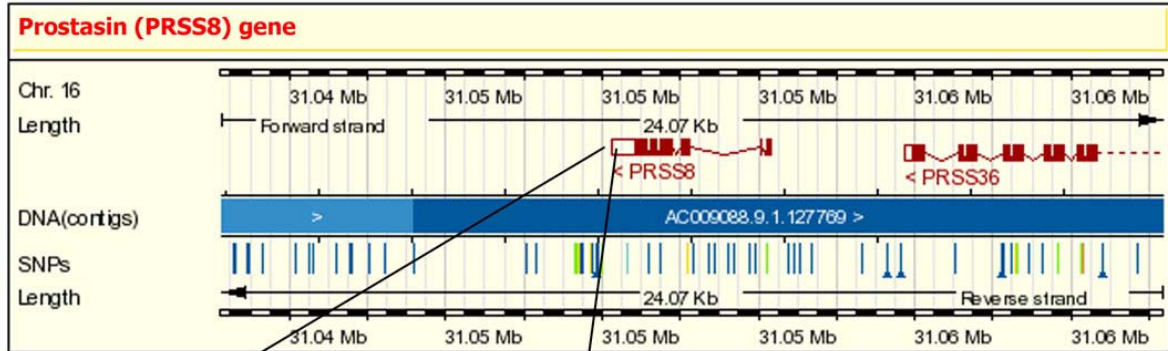 Prostasin (PRSS8) gene
Chr. 16
31.04 Mb 31.05 Mb 31.05 Mb 31.05 Mb 31.06 Mb 31.06 Mb
Length Forward strand 24.07 Kb
< PRSS8 < PRSS36
DNA(contigs) > AC009088.9.1.127769 >
SNPs
Length 24.07 Kb Reverse strand
31.04 Mb 31.05 Mb 31.05 Mb 31.05 Mb 31.06 Mb 31.06 Mb